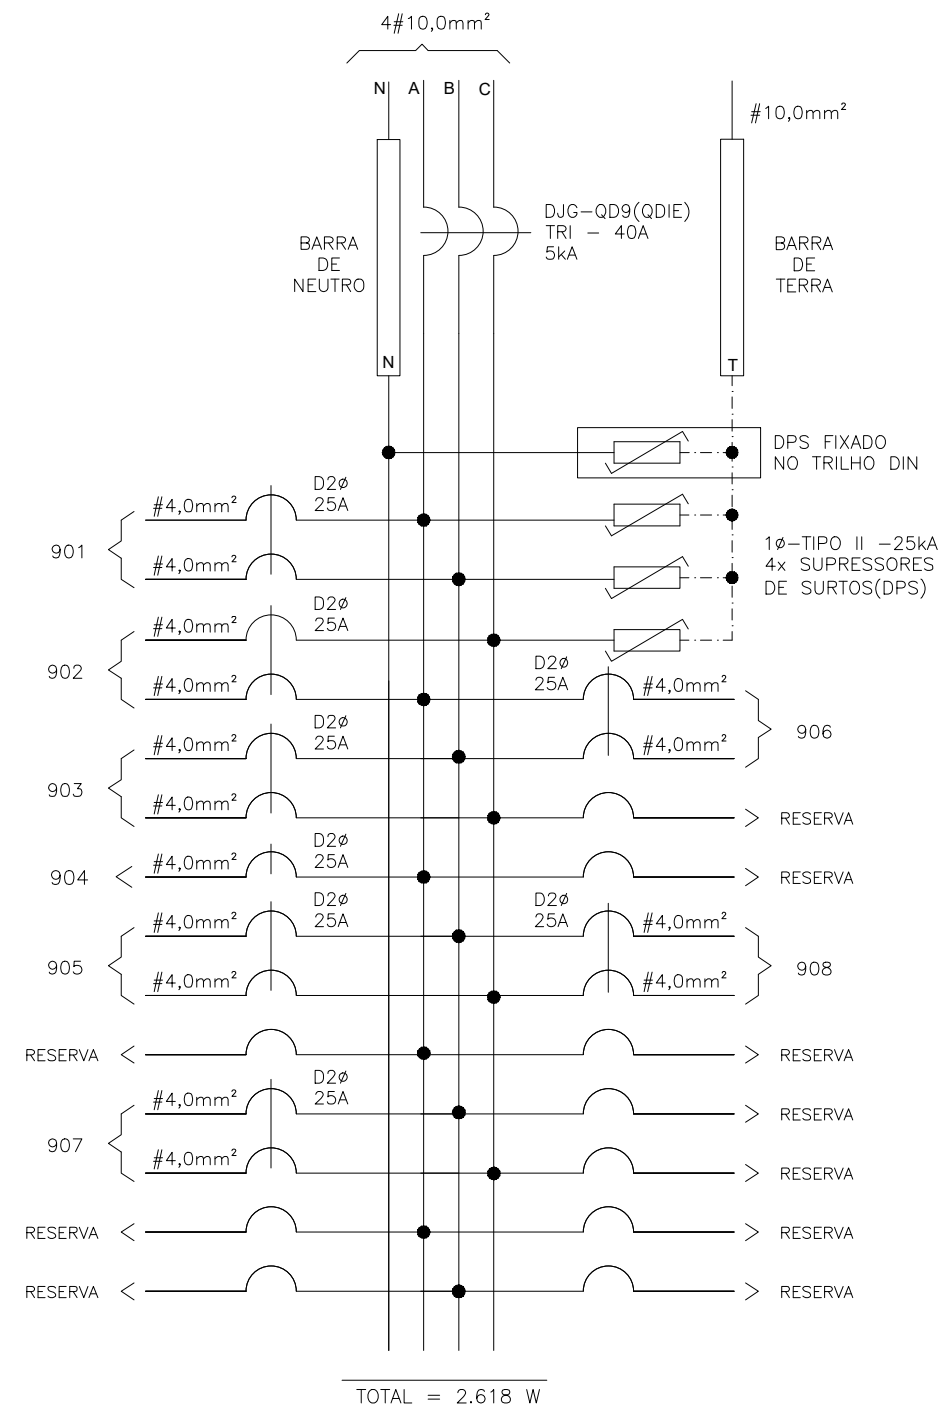 4#10,0mm²
N
A
B
C
#10,0mm²
DJG-QD9(QDIE)
TRI - 40A
5kA
BARRA
DE
NEUTRO
BARRA
DE
TERRA
N
T
DPS FIXADO
NO TRILHO DIN
1ø-TIPO II -25kA
4x SUPRESSORES
DE SURTOS(DPS)
#4,0mm²
D2ø
25A
901
#4,0mm²
#4,0mm²
D2ø
25A
902
#4,0mm²
D2ø
25A
#4,0mm²
906
#4,0mm²
D2ø
25A
#4,0mm²
903
#4,0mm²
RESERVA
904
#4,0mm²
D2ø
25A
RESERVA
#4,0mm²
D2ø
25A
D2ø
25A
#4,0mm²
905
908
#4,0mm²
#4,0mm²
RESERVA
RESERVA
#4,0mm²
D2ø
25A
RESERVA
907
#4,0mm²
RESERVA
RESERVA
RESERVA
RESERVA
RESERVA
TOTAL = 2.618 W